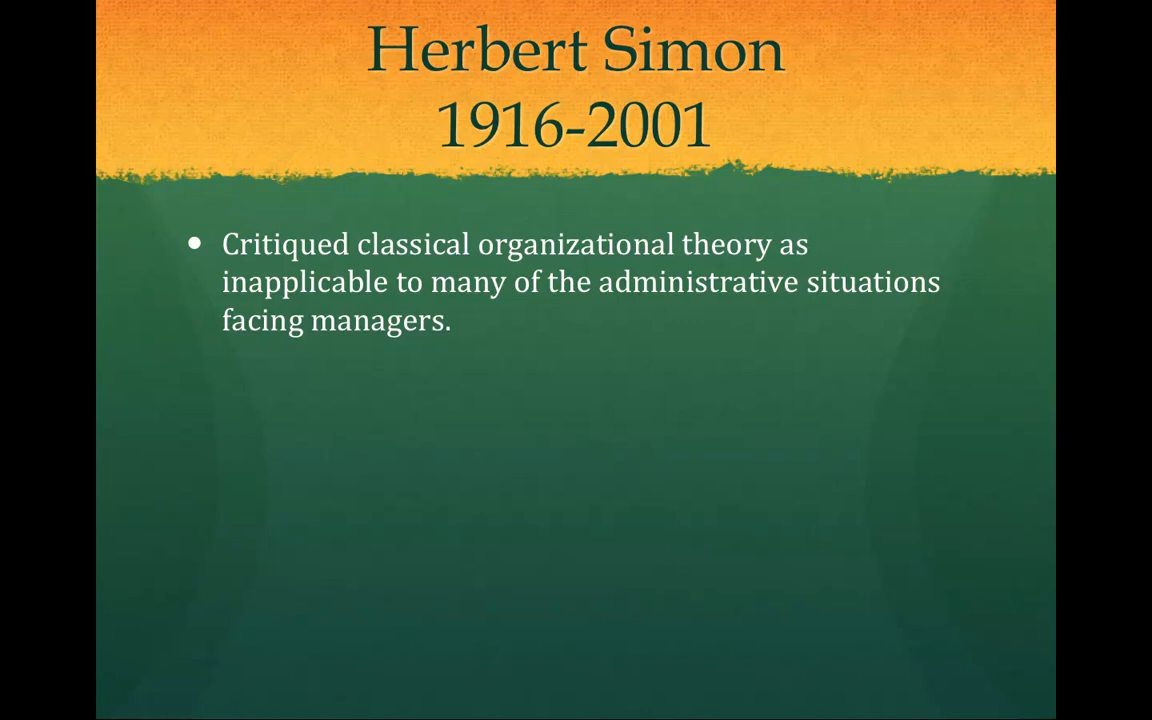 Herbert Simon
1916-2001
• Critiqued classical organizational theory as
inapplicable to many of the administrative situations
facing managers.